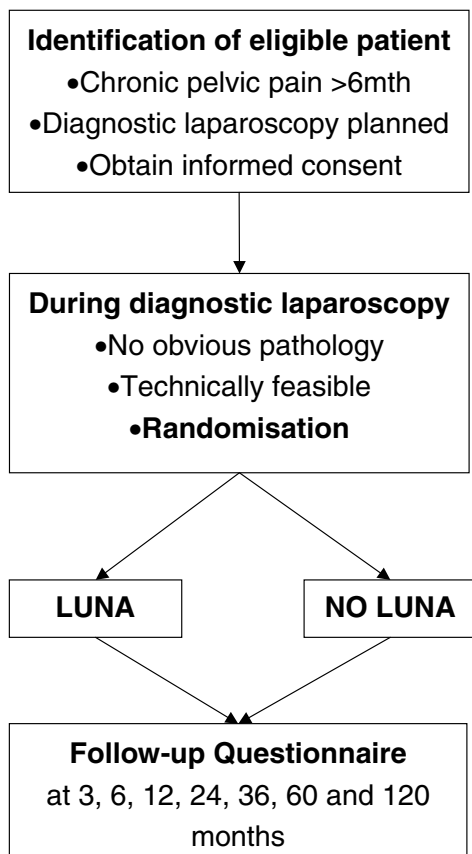 Identification of eligible patient
•Chronic pelvic pain >6mth
•Diagnostic laparoscopy planned
•Obtain informed consent
During diagnostic laparoscopy
•No obvious pathology
•Technically feasible
•Randomisation
LUNA
NO LUNA
Follow-up Questionnaire
at 3, 6, 12, 24, 36, 60 and 120
months